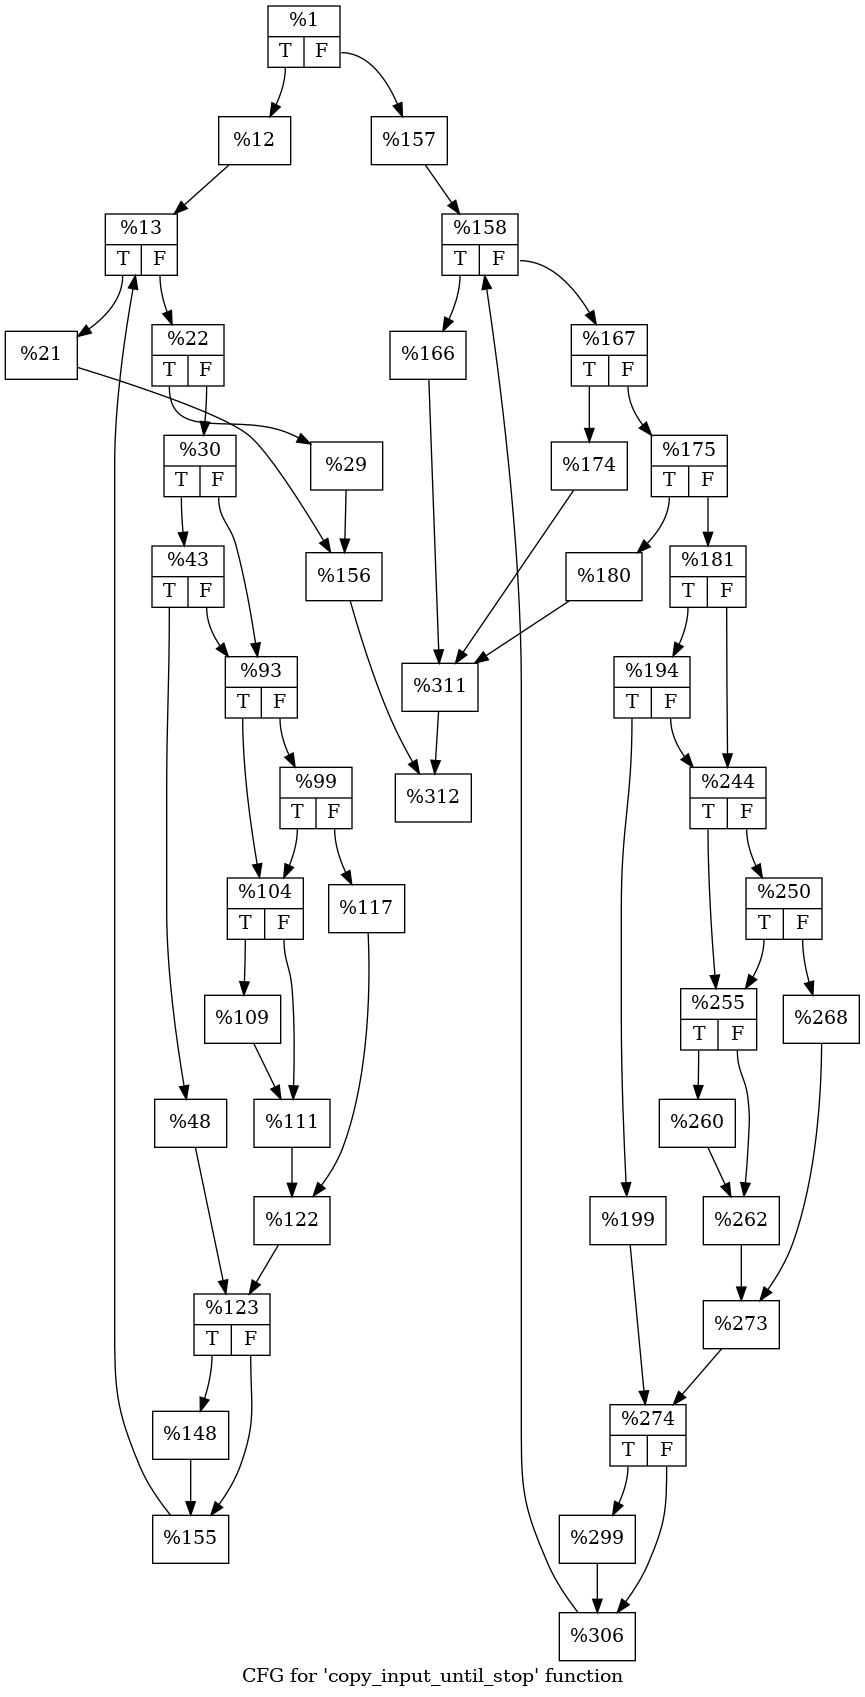 %1
T F
%12
%157
%13
T F
%158
T F
%21
%22
T F
%166
%167
T F
%30
T F
%29
%174
%175
T F
%43
T F
%156
%180
%181
T F
%93
T F
%311
%194
T F
%99
T F
%312
%244
T F
%104
T F
%117
%250
T F
%109
%255
T F
%268
%48
%111
%260
%122
%199
%262
%123
T F
%273
%148
%274
T F
%155
%299
%306
CFG for 'copy_input_until_stop' function